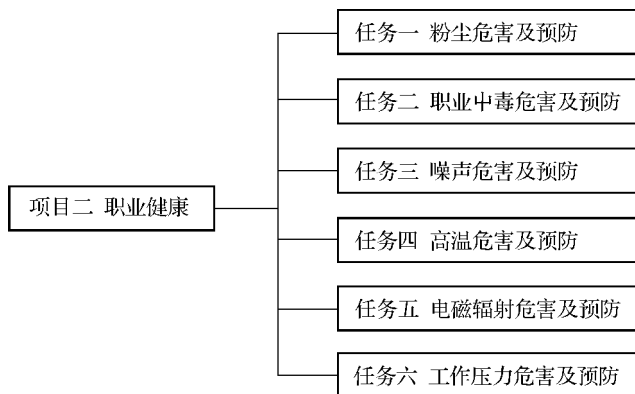 任务一 粉尘危害及预防
任务二 职业中毒危害及预防
任务三 噪声危害及预防
项目二 职业健康
任务四 高温危害及预防
任务五 电磁辐射危害及预防
任务六 工作压力危害及预防